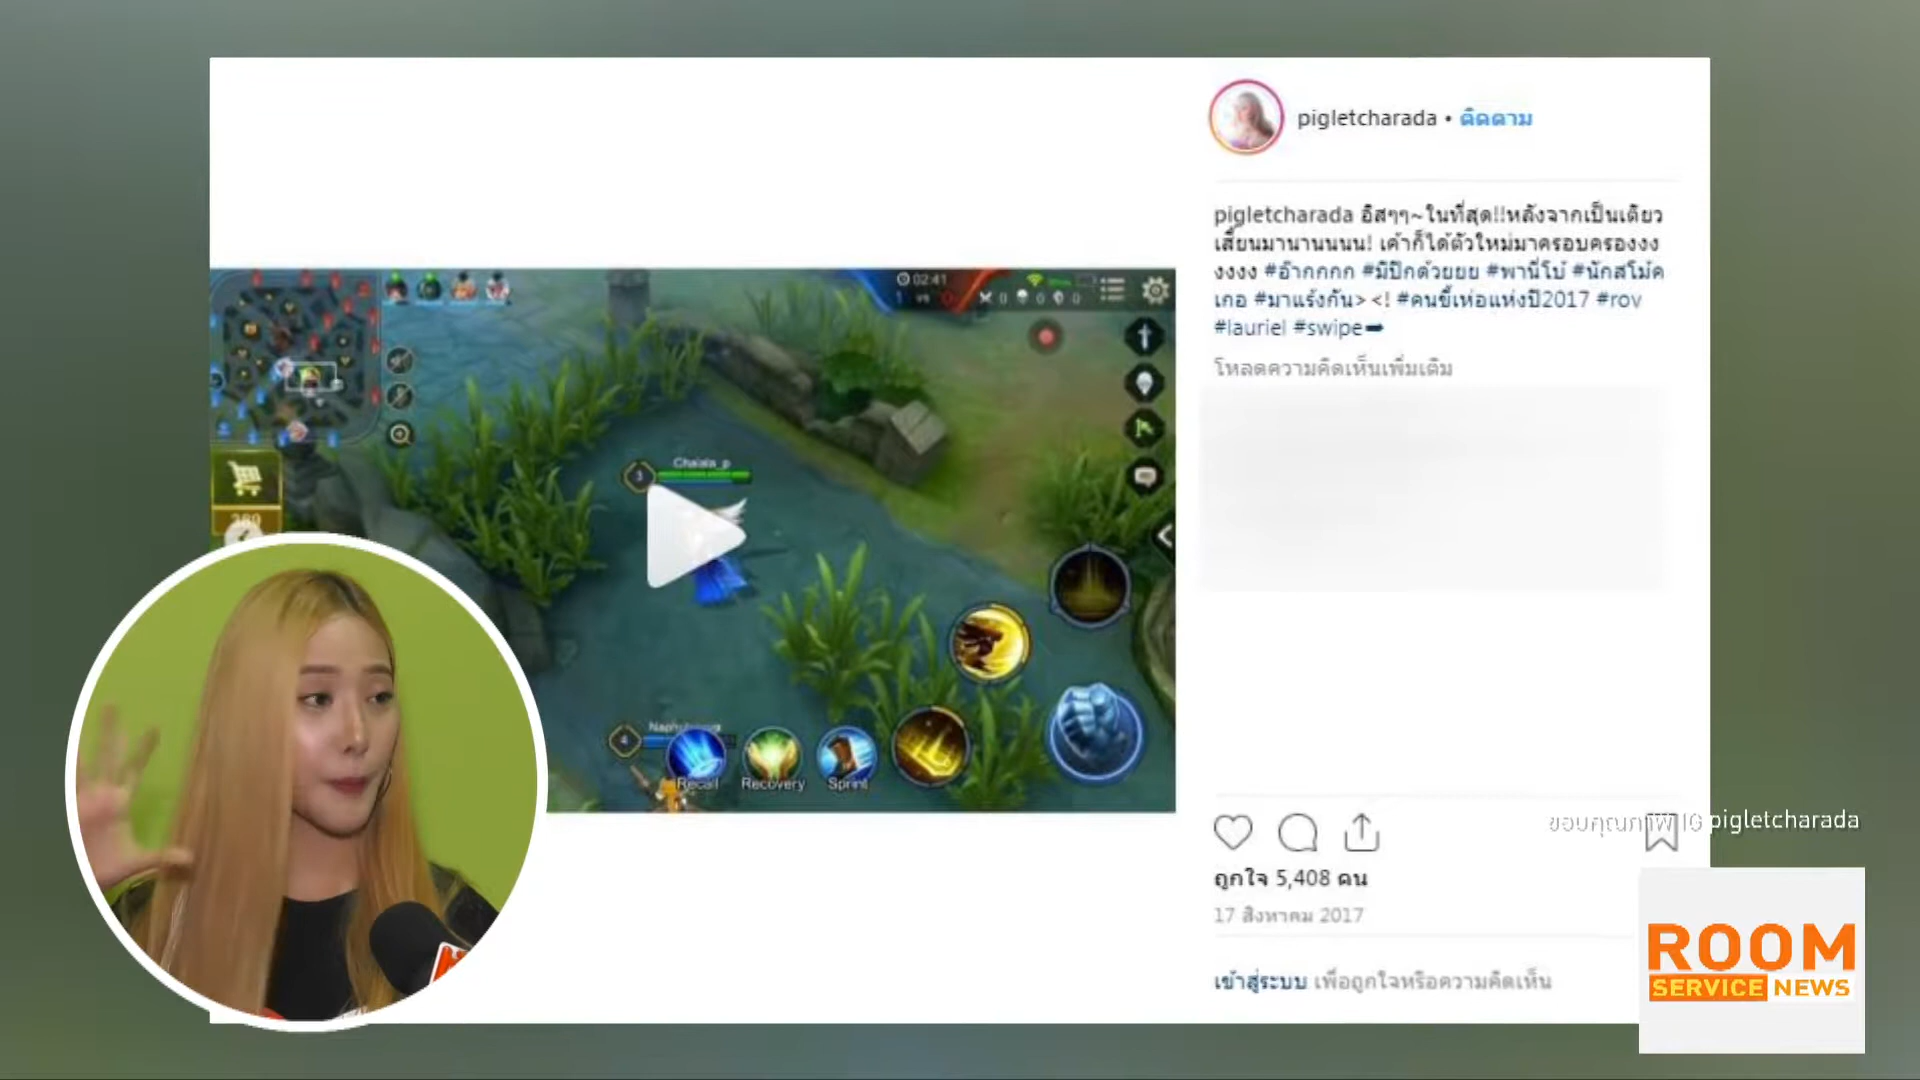 pigletcharada • ติดตาม
pigletcharada อิสๆๆ~ในที่สุด!!หลังจากเป็นเตียว
เสี้ยนมานานนนน! เค้าก็ได้ตัวใหม่มาครอบครองงง
งงงง #อ๊ากกกก #มีปีกด้วยยย #พานี่โบ้ #นักสโม้ค
เกอ #มาแร้งกัน> <! #คนขี้เห่อแห่งปี2017 #rov
#lauriel #swipe➡
โหลดความคิดเห็นเพิ่มเติม
02:41
1 vs 0
0 0 0
3
Chalala_p
280
4
Recall
Recovery
Sprint
ขอบคุณภาพ IG pigletcharada
ถูกใจ 5,408 คน
17 สิงหาคม 2017
เข้าสู่ระบบ เพื่อถูกใจหรือความคิดเห็น
ROOM
SERVICE NEWS